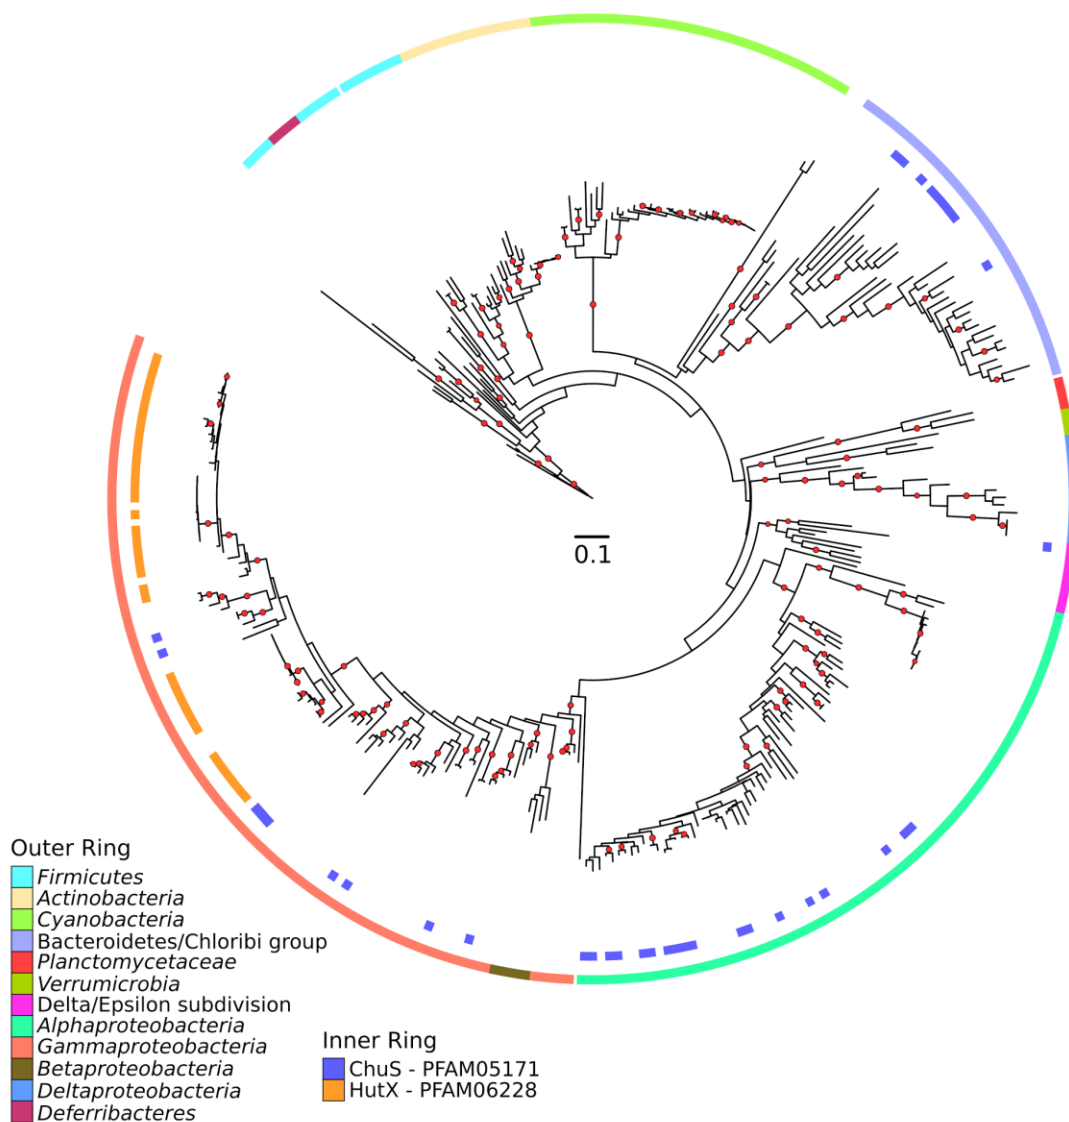 0.1
Outer Ring
Firmicutes
Actinobacteria
Cyanobacteria
Bacteroidetes/Chloribi group
Planctomycetaceae
Verrumicrobia
Delta/Epsilon subdivision
Alphaproteobacteria
Gammaproteobacteria
Betaproteobacteria
Deltaproteobacteria
Deferribacteres
Inner Ring
ChuS - PFAM05171
HutX - PFAM06228